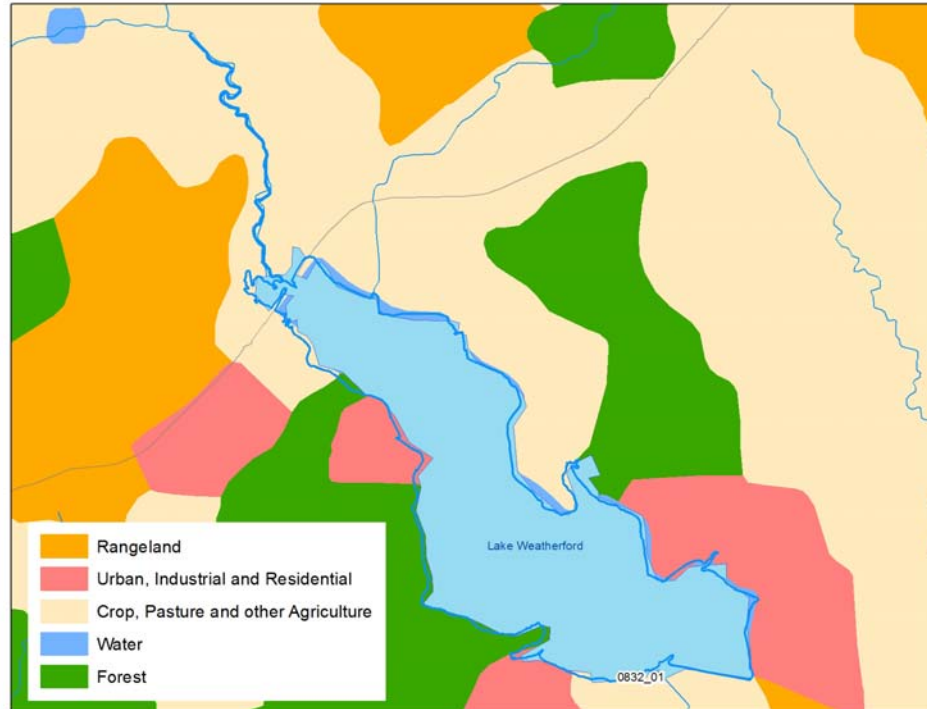 Lake Weatherford
0832_01
Rangeland
Urban, Industrial and Residential
Crop, Pasture and other Agriculture
Water
Forest